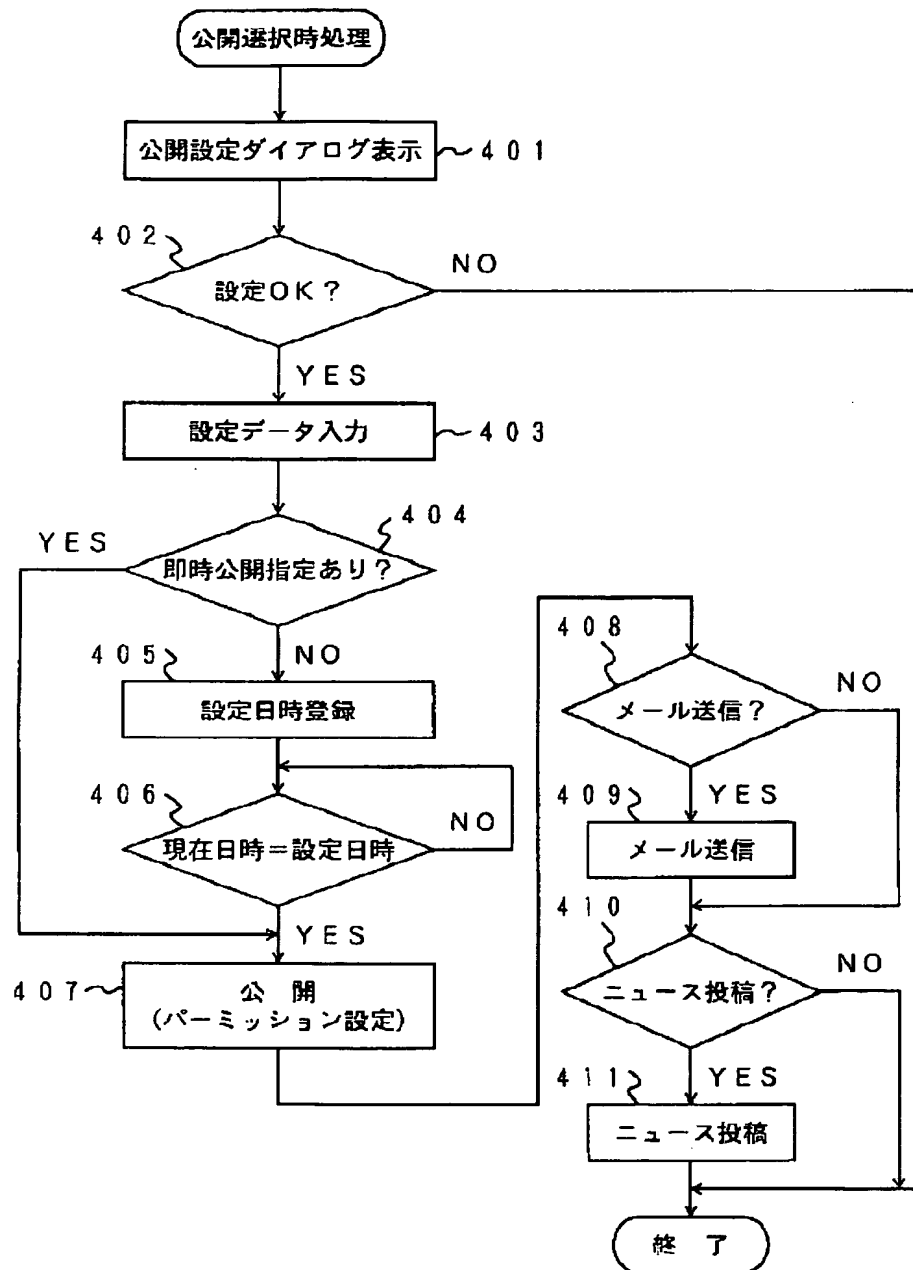 公開選択時処理
公開設定ダイアログ表示
401
402
設定OK?
NO
YES
設定データ入力
403
404
YES
即時公開指定あり?
NO
405
設定日時登録
406
NO
現在日時=設定日時
YES
407
公 開
(パーミッション設定)
408
メール送信?
NO
YES
409
メール送信
410
ニュース投稿?
NO
YES
411
ニュース投稿
終 了